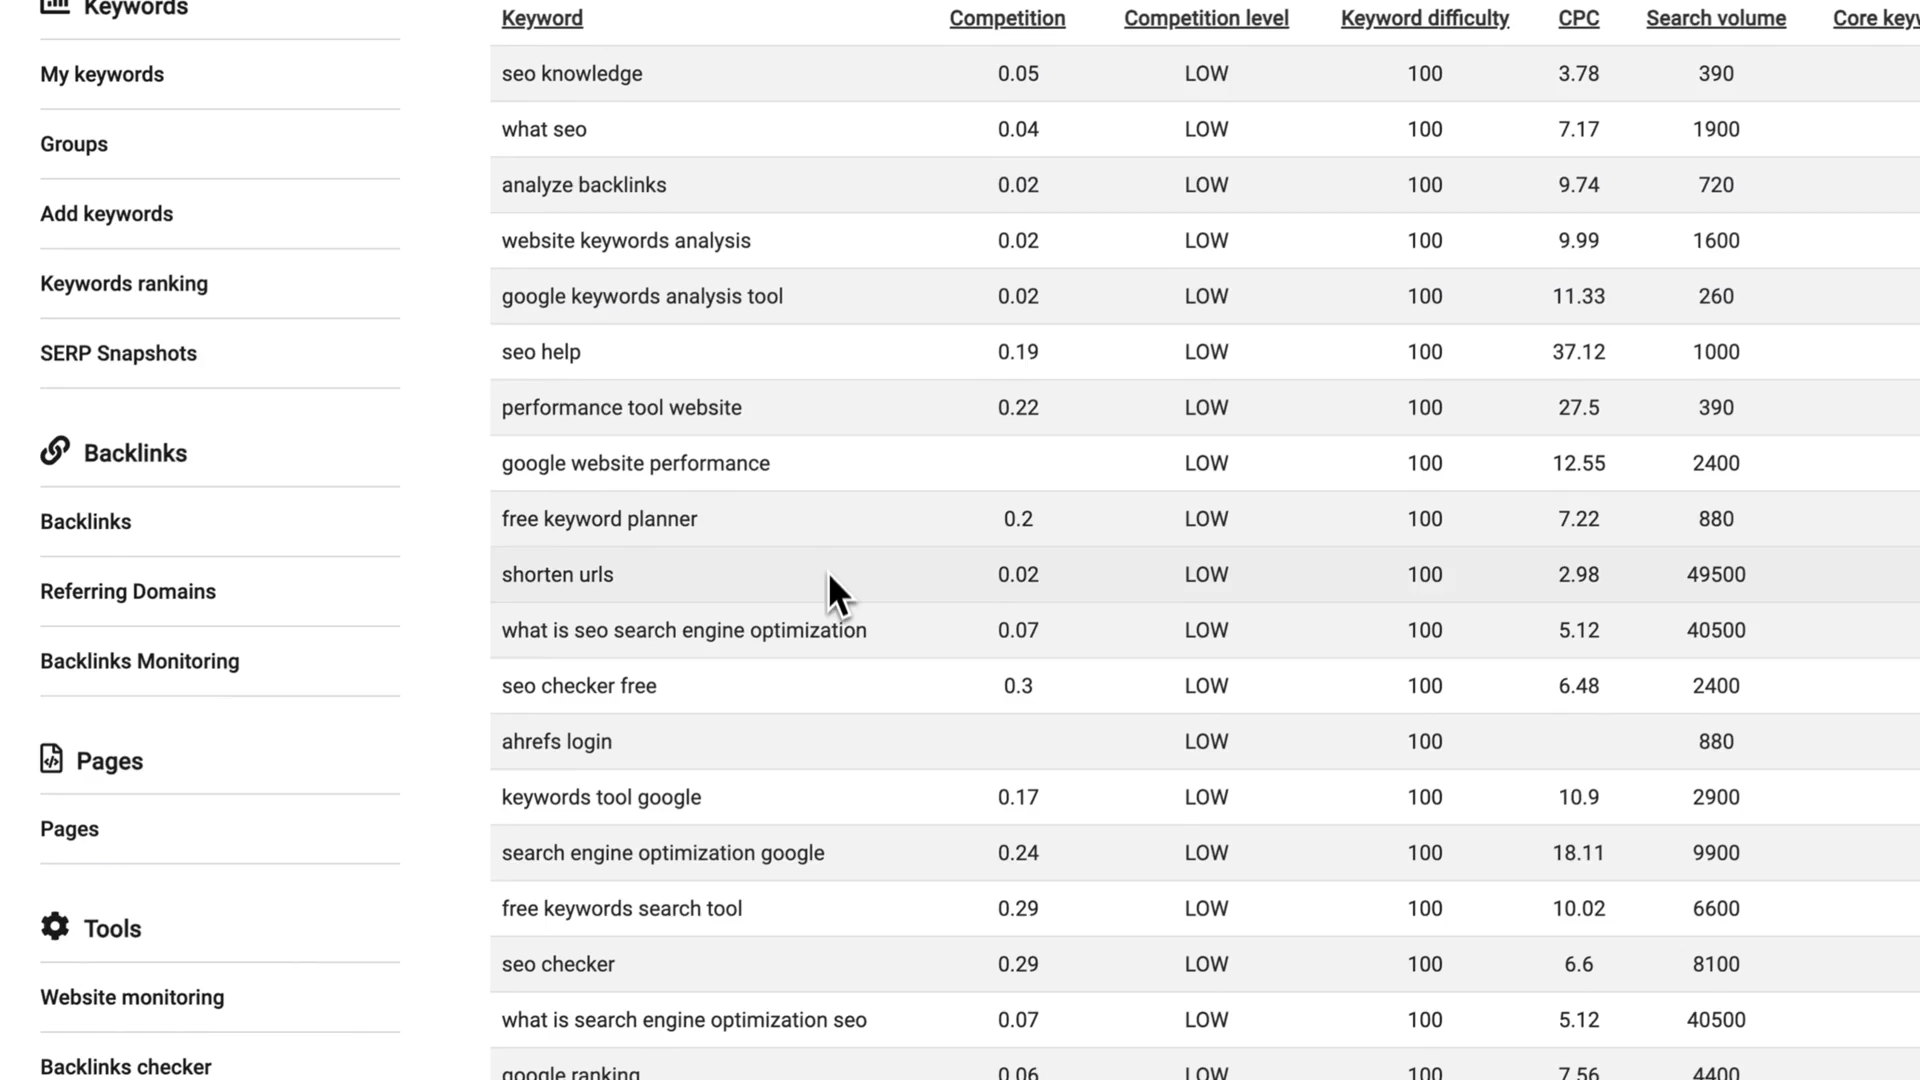 Keywords
My keywords
Groups
Add keywords
Keywords ranking
SERP Snapshots
Backlinks
Backlinks
Referring Domains
Backlinks Monitoring
Pages
Pages
Tools
Website monitoring
Backlinks checker
Keyword Competition Competition level Keyword difficulty CPC Search volume Core
seo knowledge 0.05 LOW 100 3.78 390
what seo 0.04 LOW 100 7.17 1900
analyze backlinks 0.02 LOW 100 9.74 720
website keywords analysis 0.02 LOW 100 9.99 1600
google keywords analysis tool 0.02 LOW 100 11.33 260
seo help 0.19 LOW 100 37.12 1000
performance tool website 0.22 LOW 100 27.5 390
google website performance LOW 100 12.55 2400
free keyword planner 0.2 LOW 100 7.22 880
shorten urls 0.02 LOW 100 2.98 49500
what is seo search engine optimization 0.07 LOW 100 5.12 40500
seo checker free 0.3 LOW 100 6.48 2400
ahrefs login LOW 100 880
keywords tool google 0.17 LOW 100 10.9 2900
search engine optimization google 0.24 LOW 100 18.11 9900
free keywords search tool 0.29 LOW 100 10.02 6600
seo checker 0.29 LOW 100 6.6 8100
what is search engine optimization seo 0.07 LOW 100 5.12 40500
google ranking 0.06 LOW 100 7.56 4400